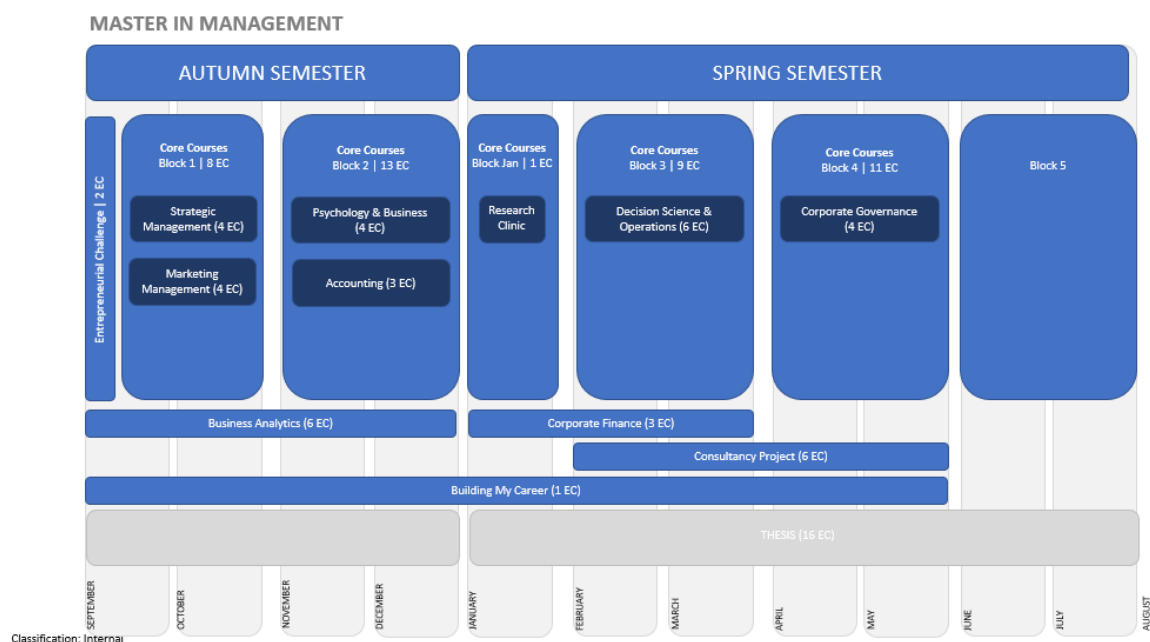 MASTER IN MANAGEMENT
AUTUMN SEMESTER
SPRING SEMESTER
Entrepreneurial Challenge | 2 EC
Core Courses
Block 1 | 8 EC
Strategic
Management (4 EC)
Marketing
Management (4 EC)
Core Courses
Block 2 | 13 EC
Psychology & Business
(4 EC)
Accounting (3 EC)
Core Courses
Block Jan | 1 EC
Research
Clinic
Core Courses
Block 3 | 9 EC
Decision Science &
Operations (6 EC)
Core Courses
Block 4 | 11 EC
Corporate Governance
(4 EC)
Block 5
Business Analytics (6 EC)
Corporate Finance (3 EC)
Consultancy Project (6 EC)
Building My Career (1 EC)
THESIS (16 EC)
SEPTEMBER
OCTOBER
NOVEMBER
DECEMBER
JANUARY
FEBRUARY
MARCH
APRIL
MAY
JUNE
JULY
AUGUST
Classification: Internal